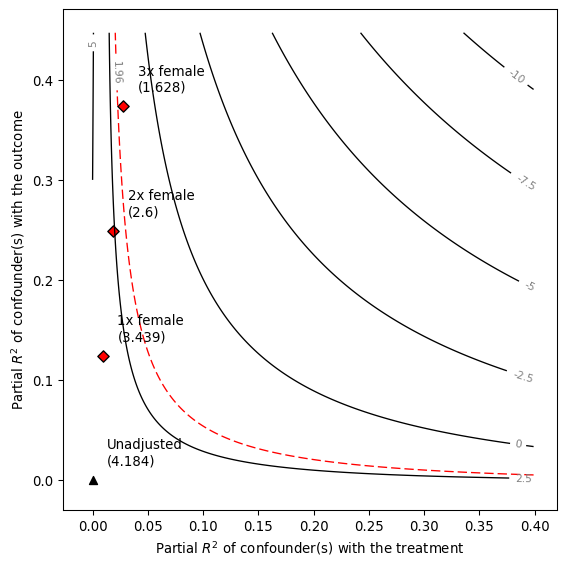 5
1.96
-10
-7.5
-5
-2.5
0
2.5
3x female
(1.628)
2x female
(2.6)
1x female
(3.439)
Unadjusted
(4.184)
0.4
0.3
0.2
0.1
0.0
Partial R² of confounder(s) with the outcome
0.00 0.05 0.10 0.15 0.20 0.25 0.30 0.35 0.40
Partial R² of confounder(s) with the treatment